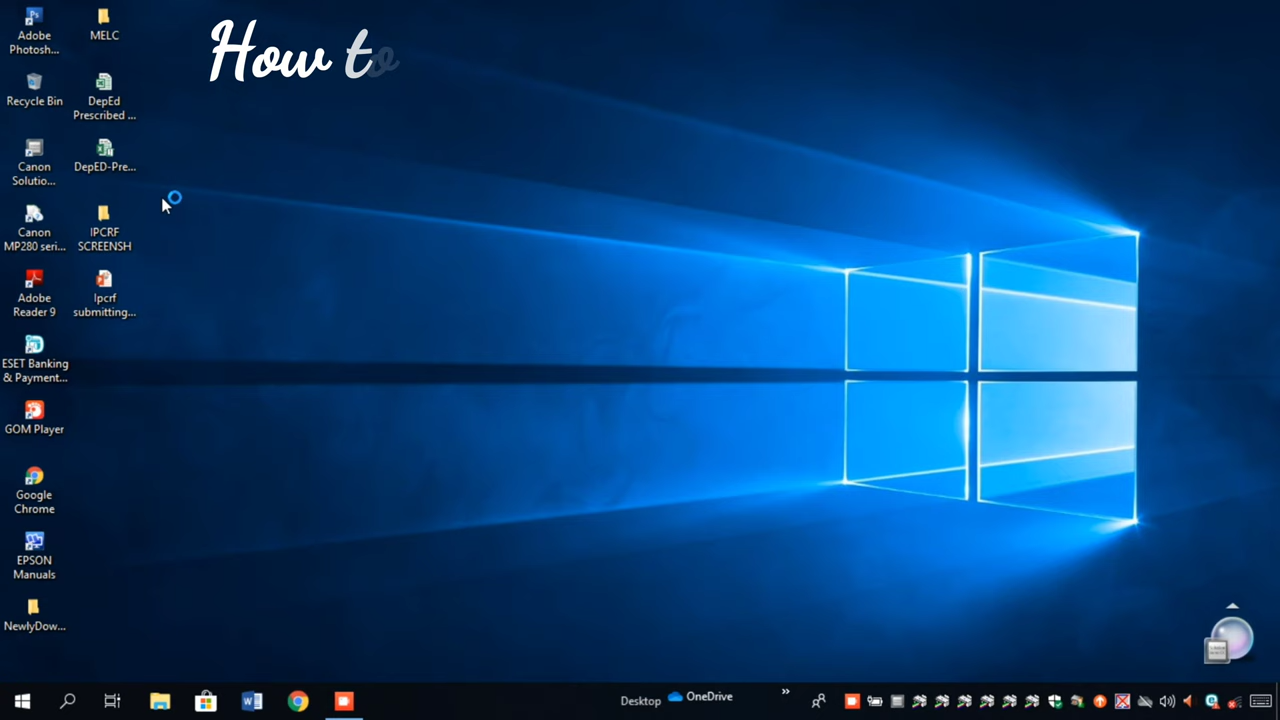 How to
Adobe
Photosh...
MELC
Recycle Bin
DepEd
Prescribed ...
Canon
Solutio...
DepED-Pre...
Canon
MP280 seri...
IPCRF
SCREENSH
Adobe
Reader 9
Ipcrf
submitting...
ESET Banking
& Payment...
GOM Player
Google
Chrome
EPSON
Manuals
NewlyDow...
Desktop
OneDrive